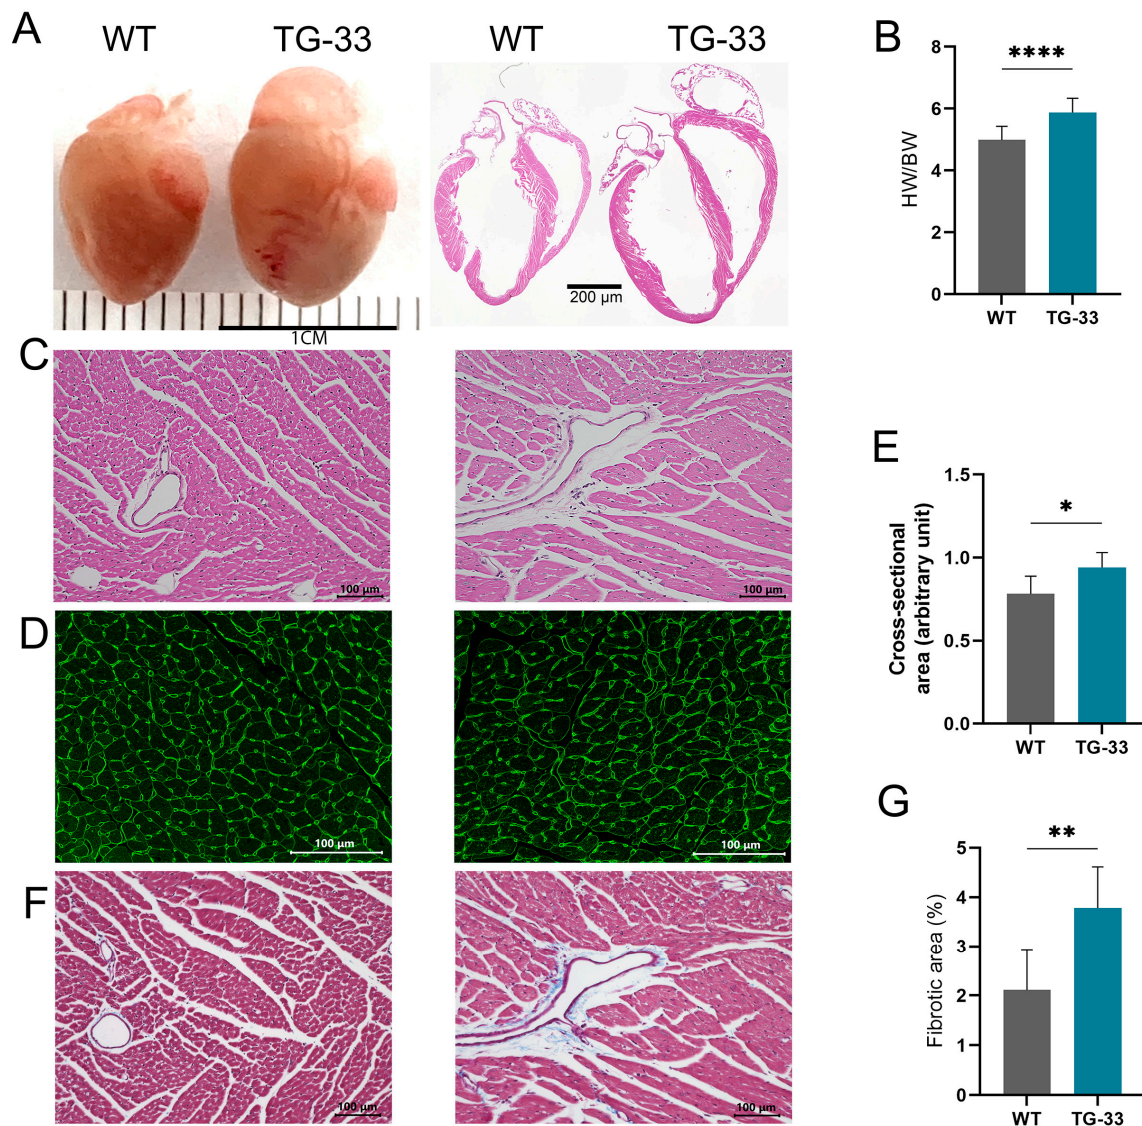 A
WT
TG-33
WT
TG-33
1CM
200 µm
B
HW/BW
8
6
4
2
0
****
WT
TG-33
C
100 µm
100 µm
D
100 µm
100 µm
E
Cross-sectional
area (arbitrary unit)
1.5
1.0
0.5
0.0
*
WT
TG-33
F
100 µm
100 µm
G
Fibrotic area (%)
5
4
3
2
1
0
**
WT
TG-33